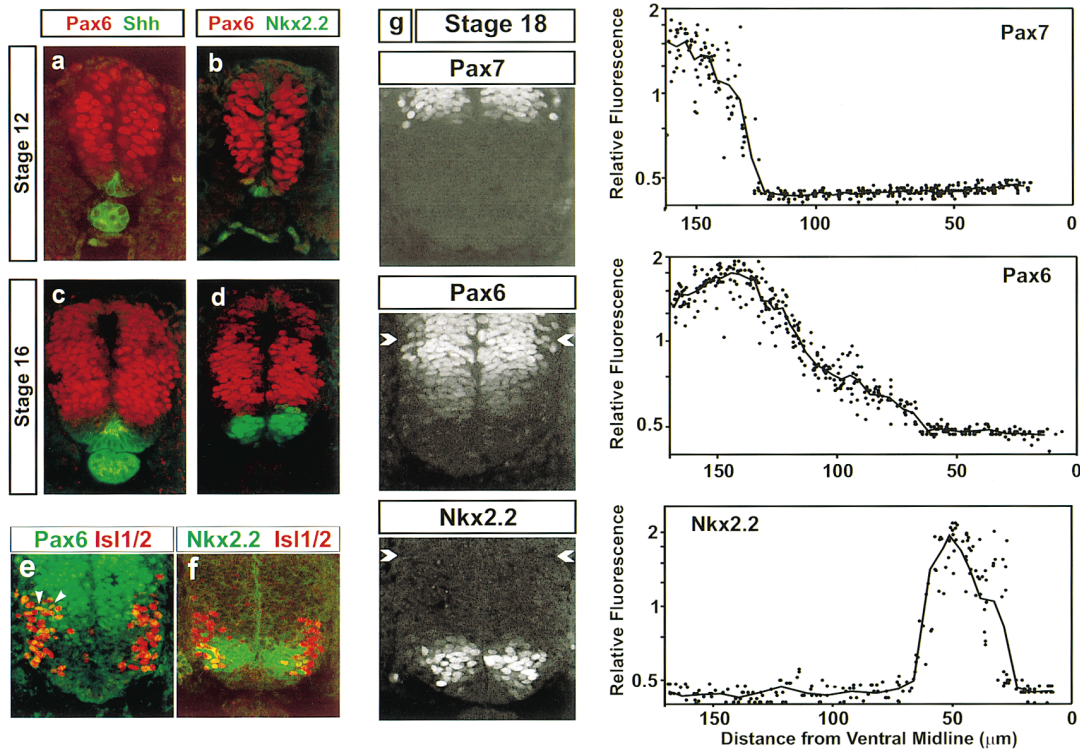 Pax6 Shh
Pax6 Nkx2.2
Stage 12
a
b
Stage 16
c
d
Pax6 Isl1/2
e
Nkx2.2 Isl1/2
f
g
Stage 18
Pax7
Pax6
Nkx2.2
Pax7
Relative Fluorescence
2
1
0.5
150
100
50
0
Pax6
Relative Fluorescence
2
1
0.5
150
100
50
0
Nkx2.2
Relative Fluorescence
2
1
0.5
150
100
50
0
Distance from Ventral Midline (μm)